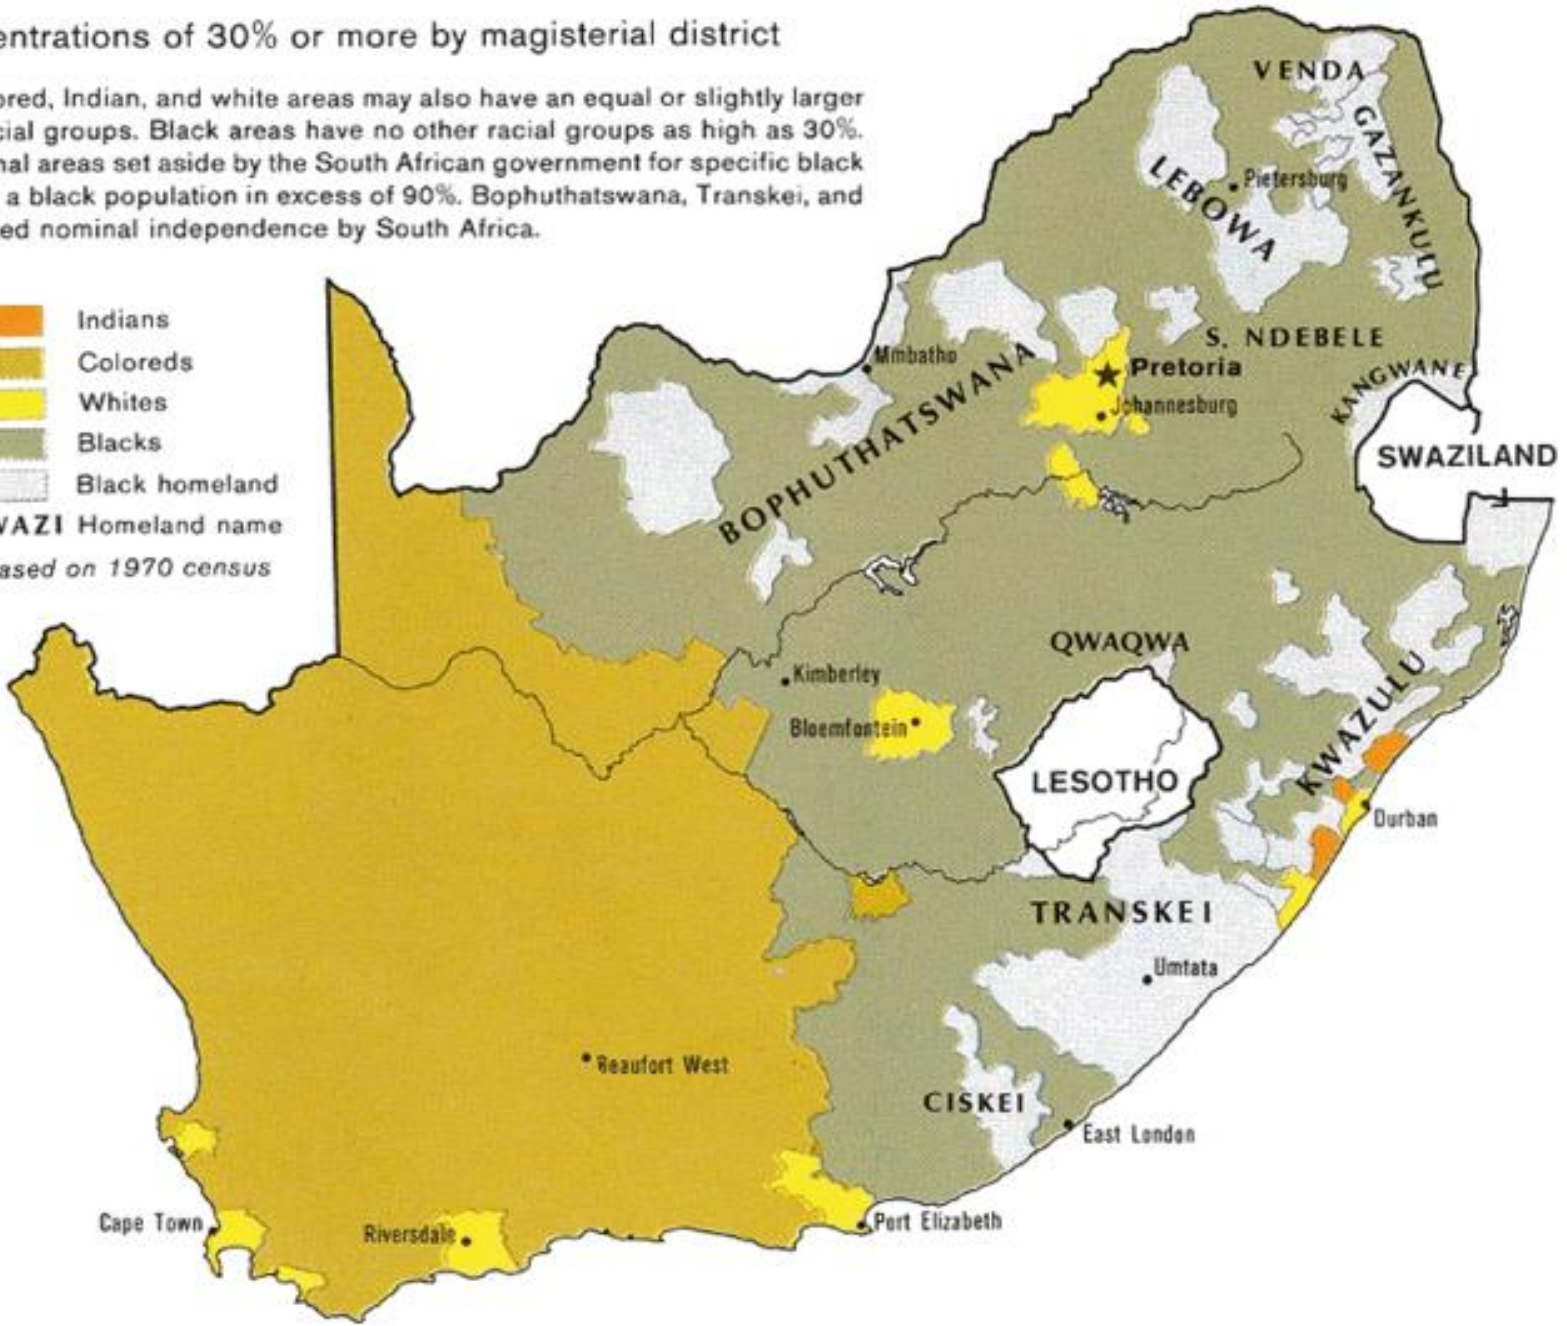 entrations of 30% or more by magisterial district
ored, Indian, and white areas may also have an equal or slightly larger
cial groups. Black areas have no other racial groups as high as 30%.
nal areas set aside by the South African government for specific black
a black population in excess of 90%. Bophuthatswana, Transkei, and
ed nominal independence by South Africa.
Indians
Coloreds
Whites
Blacks
Black homeland
WAZI Homeland name
ased on 1970 census
VENDA
GAZANKULU
LEBOWA
Pietersburg
S. NDEBELE
Mmbatho
Pretoria
KANGWANE
Johannesburg
BOPHUTHATSWANA
SWAZILAND
QWAQWA
Kimberley
Bloemfontein
KWAZULU
LESOTHO
Durban
TRANSKEI
Umtata
Beaufort West
CISKEI
East London
Cape Town
Riversdale
Port Elizabeth